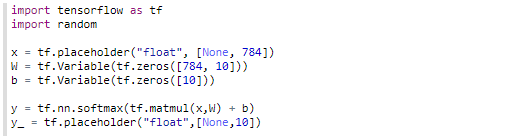 import tensorflow as tf
import random
x = tf.placeholder("float", [None, 784])
W = tf.Variable(tf.zeros([784, 10]))
b = tf.Variable(tf.zeros([10]))
y = tf.nn.softmax(tf.matmul(x,W) + b)
y_ = tf.placeholder("float",[None,10])